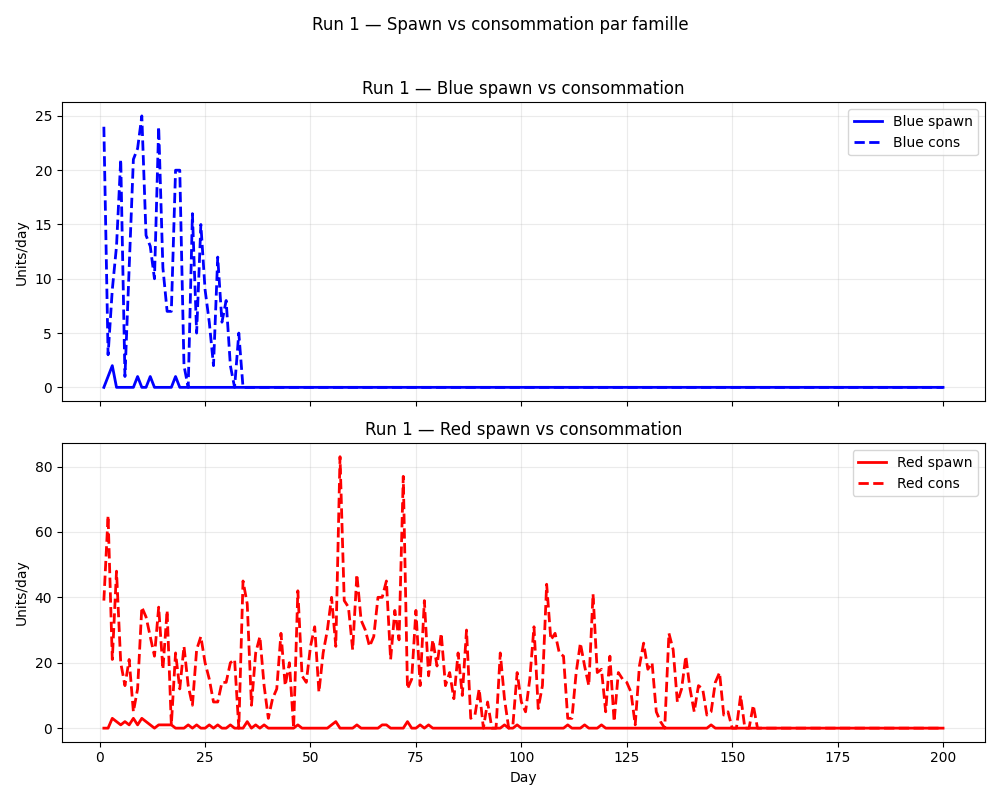 Run 1 — Spawn vs consommation par famille
Run 1 — Blue spawn vs consommation
Units/day
25
20
15
10
5
0
Blue spawn
Blue cons
Run 1 — Red spawn vs consommation
Units/day
80
60
40
20
0
Red spawn
Red cons
0 25 50 75 100 125 150 175 200
Day